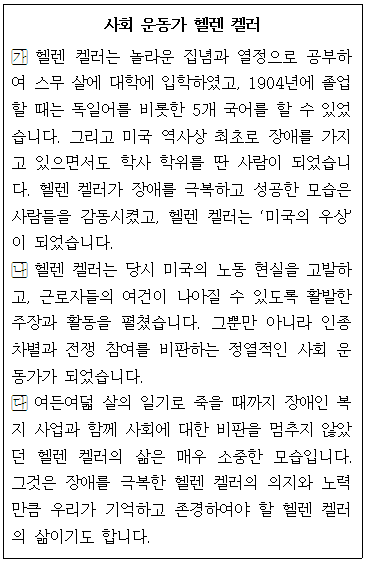 사회 운동가 헬렌 켈러
가 헬렌 켈러는 놀라운 집념과 열정으로 공부하
여 스무 살에 대학에 입학하였고, 1904년에 졸업
할 때는 독일어를 비롯한 5개 국어를 할 수 있었
습니다. 그리고 미국 역사상 최초로 장애를 가지
고 있으면서도 학사 학위를 딴 사람이 되었습니
다. 헬렌 켈러가 장애를 극복하고 성공한 모습은
사람들을 감동시켰고, 헬렌 켈러는 ‘미국의 우상’
이 되었습니다.
나 헬렌 켈러는 당시 미국의 노동 현실을 고발하
고, 근로자들의 여건이 나아질 수 있도록 활발한
주장과 활동을 펼쳤습니다. 그뿐만 아니라 인종
차별과 전쟁 참여를 비판하는 정열적인 사회 운
동가가 되었습니다.
다 여든여덟 살의 일기로 죽을 때까지 장애인 복
지 사업과 함께 사회에 대한 비판을 멈추지 않았
던 헬렌 켈러의 삶은 매우 소중한 모습입니다.
그것은 장애를 극복한 헬렌 켈러의 의지와 노력
만큼 우리가 기억하고 존경하여야 할 헬렌 켈러
의 삶이기도 합니다.